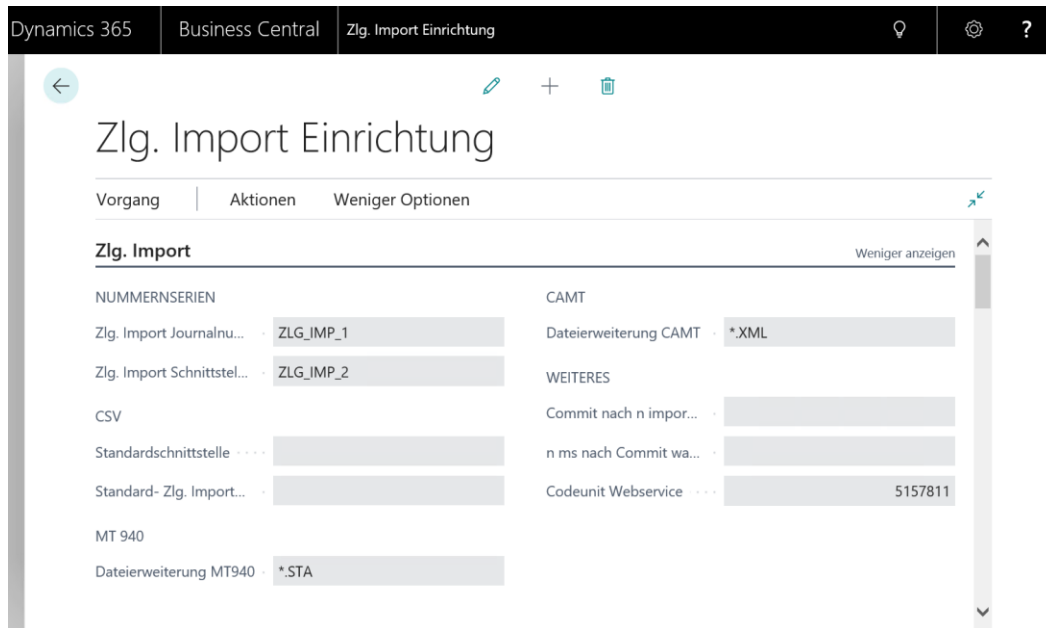 Dynamics 365 Business Central Zlg. Import Einrichtung ?
Zlg. Import Einrichtung
Vorgang Aktionen Weniger Optionen
Zlg. Import Weniger anzeigen
NUMMERNSERIEN
Zlg. Import Journalnu... ZLG_IMP_1
Zlg. Import Schnittstel... ZLG_IMP_2
CSV
Standardschnittstelle
Standard- Zlg. Import...
MT 940
Dateierweiterung MT940 *.STA
CAMT
Dateierweiterung CAMT *.XML
WEITERES
Commit nach n impor...
n ms nach Commit wa...
Codeunit Webservice 5157811